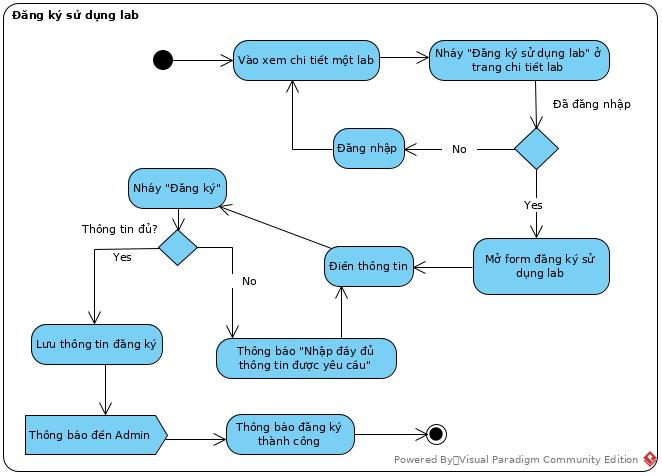 Đăng ký sử dụng lab
Vào xem chi tiết một lab
Nháy "Đăng ký sử dụng lab" ở
trang chi tiết lab
Đã đăng nhập
Đăng nhập
No
Yes
Nháy "Đăng ký"
Thông tin đủ?
Yes
No
Điền thông tin
Mở form đăng ký sử
dụng lab
Lưu thông tin đăng ký
Thông báo "Nhập đầy đủ
thông tin được yêu cầu"
Thông báo đến Admin
Thông báo đăng ký
thành công
Powered By Visual Paradigm Community Edition